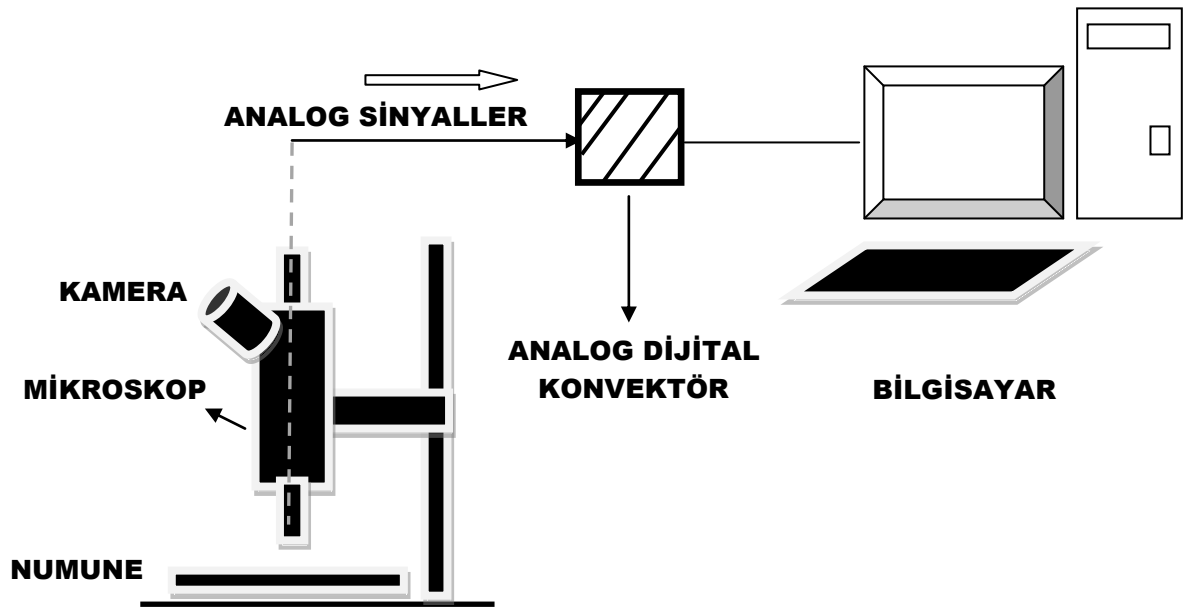 ANALOG SİNYALLER
KAMERA
MİKROSKOP
NUMUNE
ANALOG DİJİTAL
KONVEKTÖR
BİLGİSAYAR